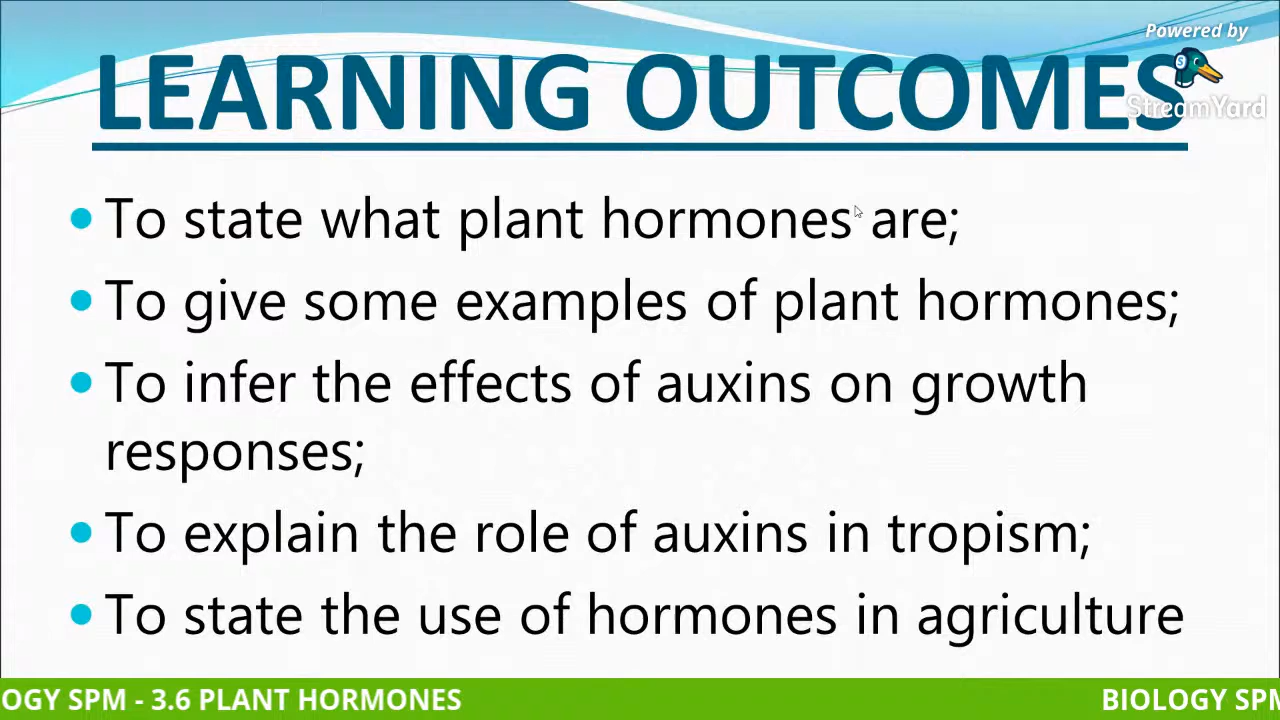 Powered by
LEARNING OUTCOMES
StreamYard
To state what plant hormones are;
To give some examples of plant hormones;
To infer the effects of auxins on growth
responses;
To explain the role of auxins in tropism;
To state the use of hormones in agriculture
OGY SPM - 3.6 PLANT HORMONES
BIOLOGY SPM